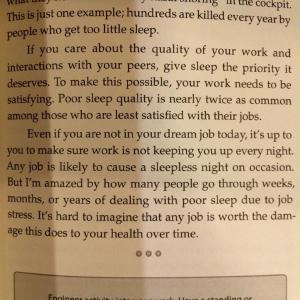 in the cockpit.
This is just one example; hundreds are killed every year by
people who get too little sleep.
If you care about the quality of your work and
interactions with your peers, give sleep the priority it
deserves. To make this possible, your work needs to be
satisfying. Poor sleep quality is nearly twice as common
among those who are least satisfied with their jobs.
Even if you are not in your dream job today, it's up to
you to make sure work is not keeping you up every night.
Any job is likely to cause a sleepless night on occasion.
But I'm amazed by how many people go through weeks,
months, or years of dealing with poor sleep due to job
stress. It's hard to imagine that any job is worth the dam-
age this does to your health over time.